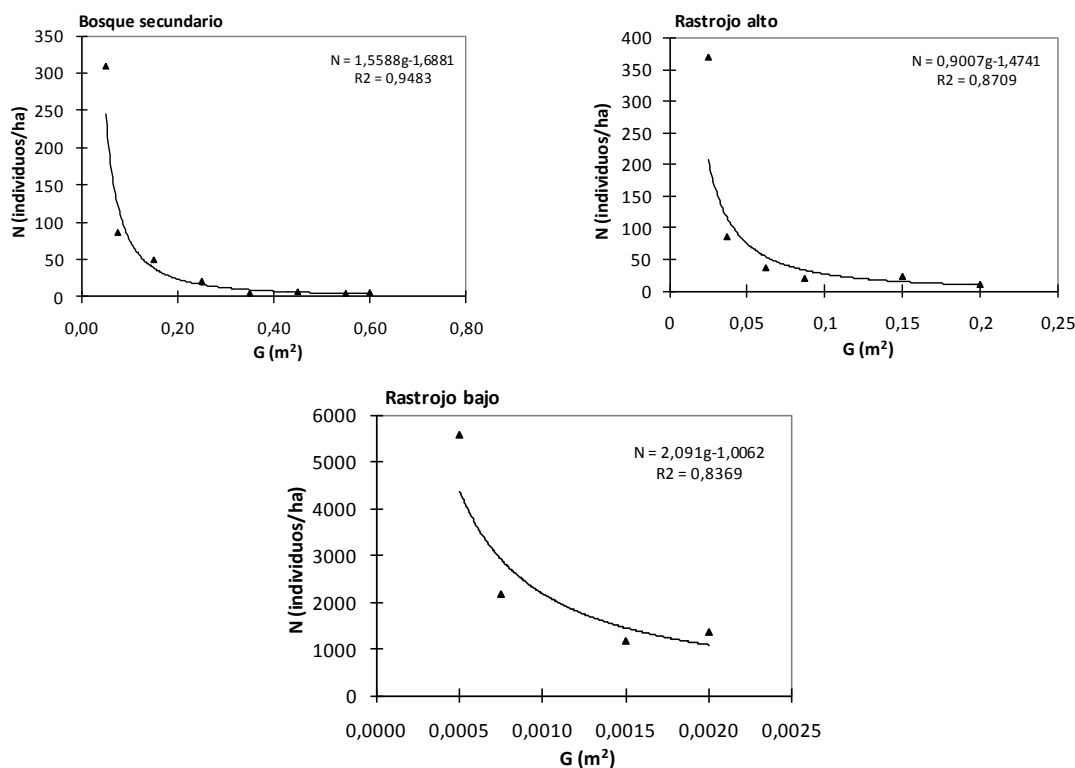 Bosque secundario
N = 1,5588g-1,6881
R2 = 0,9483
350
300
250
200
150
100
50
0
N (individuos/ha)
0,00 0,20 0,40 0,60 0,80
G (m²)
Rastrojo alto
N = 0,9007g-1,4741
R2 = 0,8709
400
350
300
250
200
150
100
50
0
N (individuos/ha)
0 0,05 0,1 0,15 0,2 0,25
G (m²)
Rastrojo bajo
N = 2,091g-1,0062
R2 = 0,8369
6000
5000
4000
3000
2000
1000
0
N (individuos/ha)
0,0000 0,0005 0,0010 0,0015 0,0020 0,0025
G (m²)